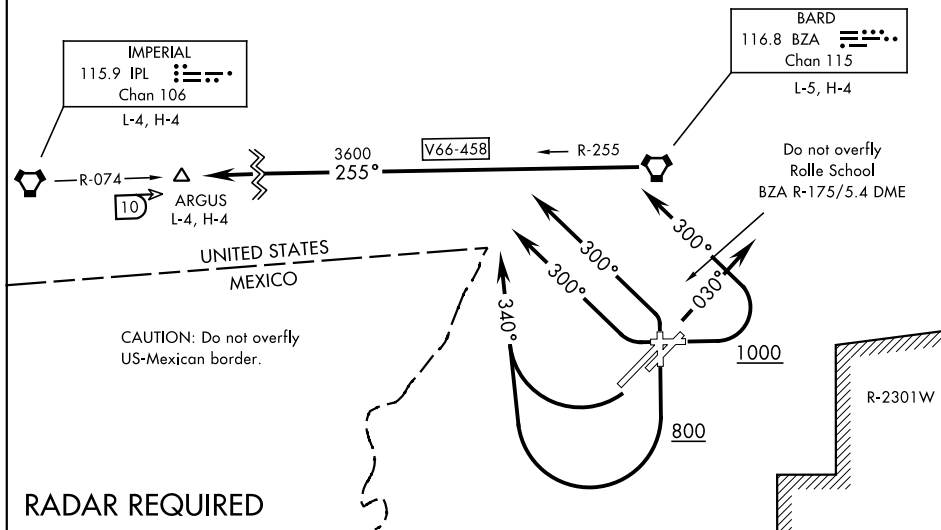 IMPERIAL
115.9 IPL
Chan 106
L-4, H-4
BARD
116.8 BZA
Chan 115
L-5, H-4
R-074
10
ARGUS
L-4, H-4
3600
255°
V66-458
R-255
Do not overfly
Rolle School
BZA R-175/5.4 DME
UNITED STATES
MEXICO
CAUTION: Do not overfly
US-Mexican border.
340°
300°
300°
300°
030°
1000
800
R-2301W
RADAR REQUIRED